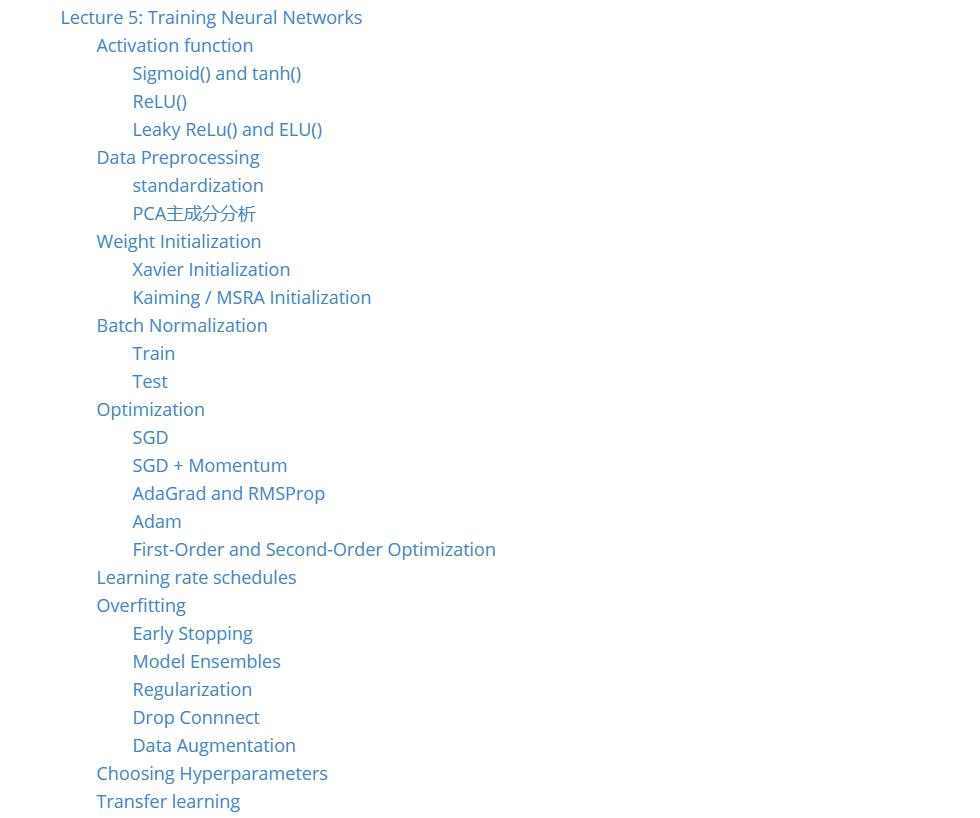 Lecture 5: Training Neural Networks
Activation function
Sigmoid() and tanh()
ReLU()
Leaky ReLu() and ELU()
Data Preprocessing
standardization
PCA主成分分析
Weight Initialization
Xavier Initialization
Kaiming / MSRA Initialization
Batch Normalization
Train
Test
Optimization
SGD
SGD + Momentum
AdaGrad and RMSProp
Adam
First-Order and Second-Order Optimization
Learning rate schedules
Overfitting
Early Stopping
Model Ensembles
Regularization
Drop Connnect
Data Augmentation
Choosing Hyperparameters
Transfer learning